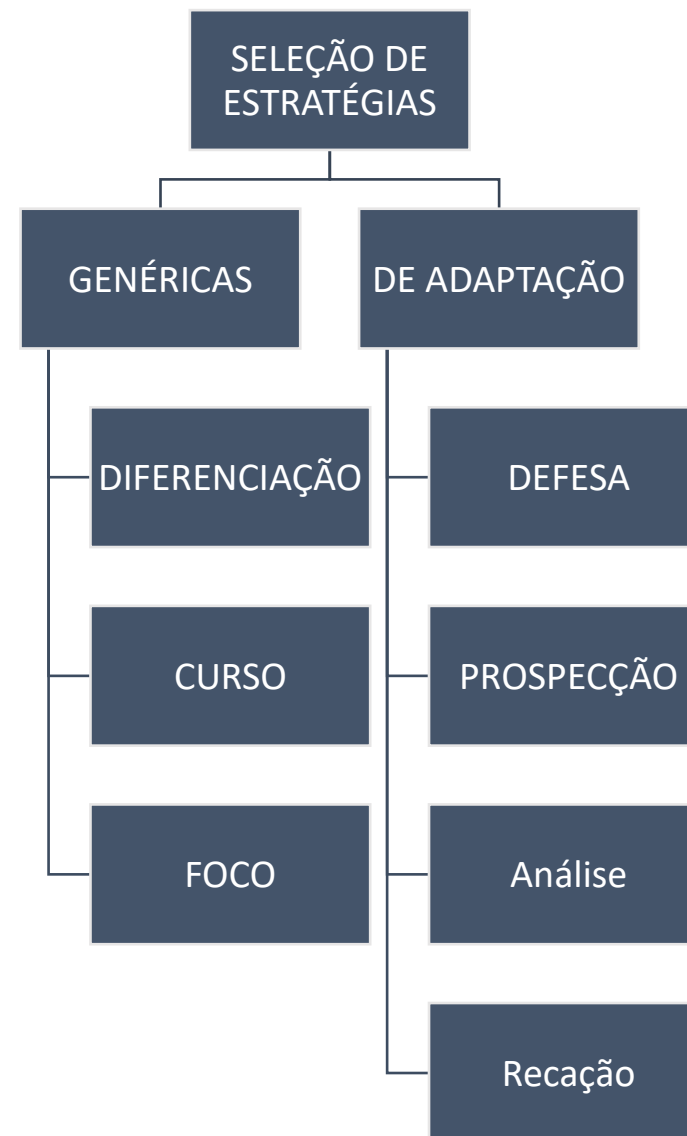 SELEÇÃO DE
ESTRATÉGIAS
GENÉRICAS
DE ADAPTAÇÃO
DIFERENCIAÇÃO
CURSO
FOCO
DEFESA
PROSPECÇÃO
Análise
Recação